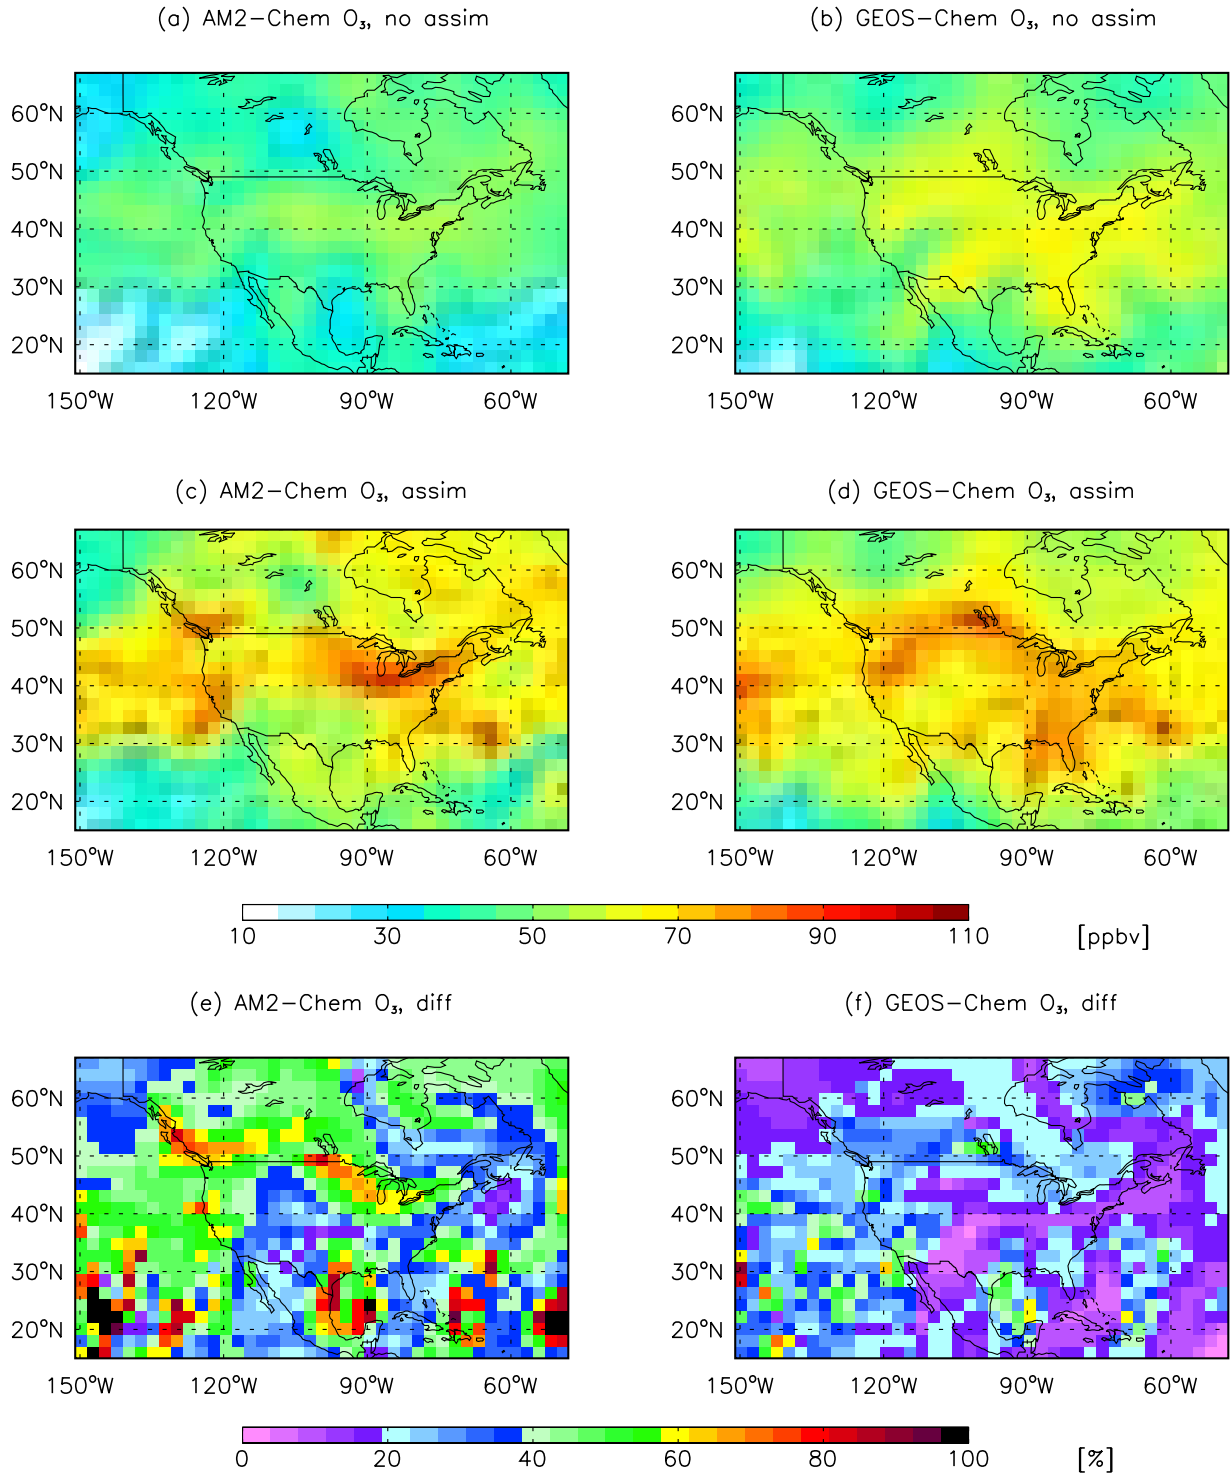 (a) AM2−Chem O₃, no assim
(b) GEOS−Chem O₃, no assim
60°N
50°N
40°N
30°N
20°N
150°W 120°W 90°W 60°W
60°N
50°N
40°N
30°N
20°N
150°W 120°W 90°W 60°W
(c) AM2−Chem O₃, assim
(d) GEOS−Chem O₃, assim
60°N
50°N
40°N
30°N
20°N
150°W 120°W 90°W 60°W
60°N
50°N
40°N
30°N
20°N
150°W 120°W 90°W 60°W
10 30 50 70 90 110 [ppbv]
(e) AM2−Chem O₃, diff
(f) GEOS−Chem O₃, diff
60°N
50°N
40°N
30°N
20°N
150°W 120°W 90°W 60°W
60°N
50°N
40°N
30°N
20°N
150°W 120°W 90°W 60°W
0 20 40 60 80 100 [%]